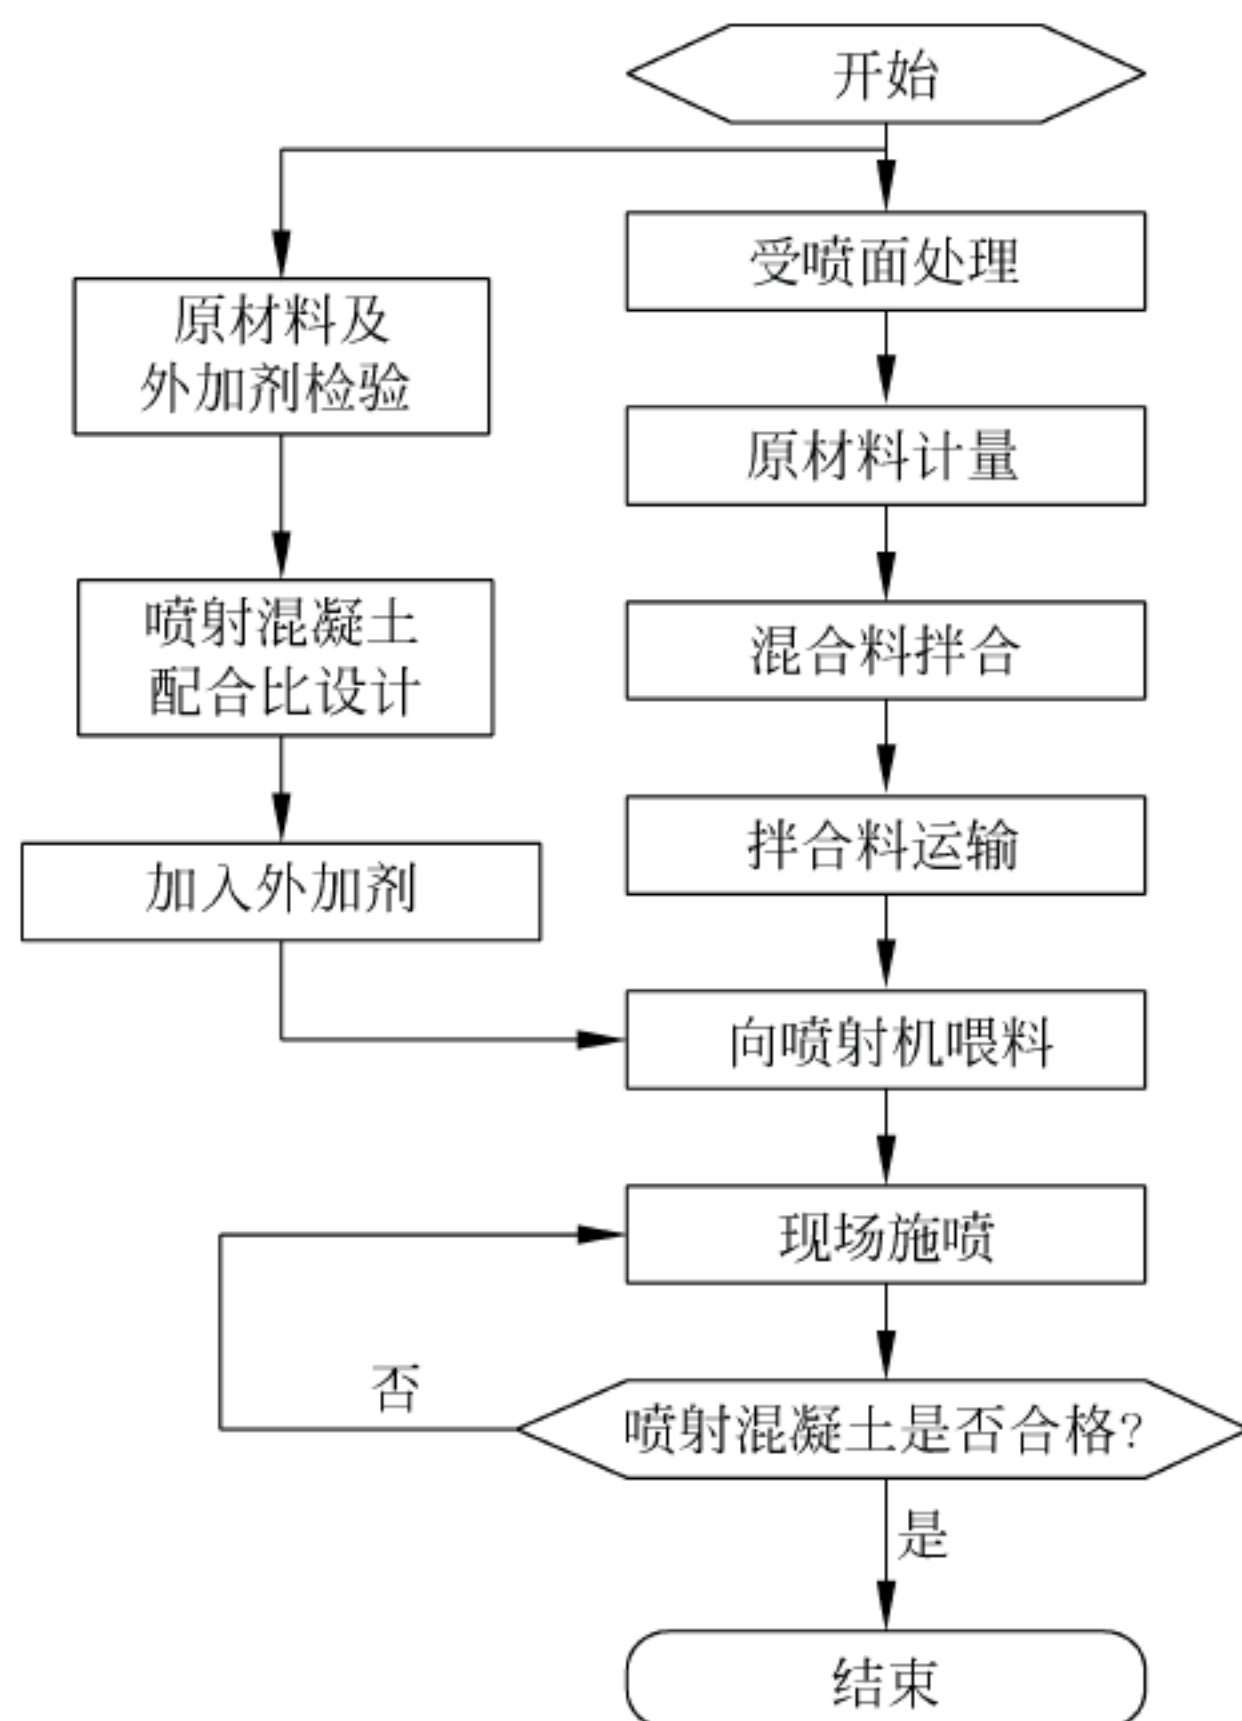 开始
受喷面处理
原材料及
外加剂检验
原材料计量
喷射混凝土
配合比设计
混合料拌合
拌合料运输
加入外加剂
向喷射机喂料
现场施喷
否
喷射混凝土是否合格?
是
结束